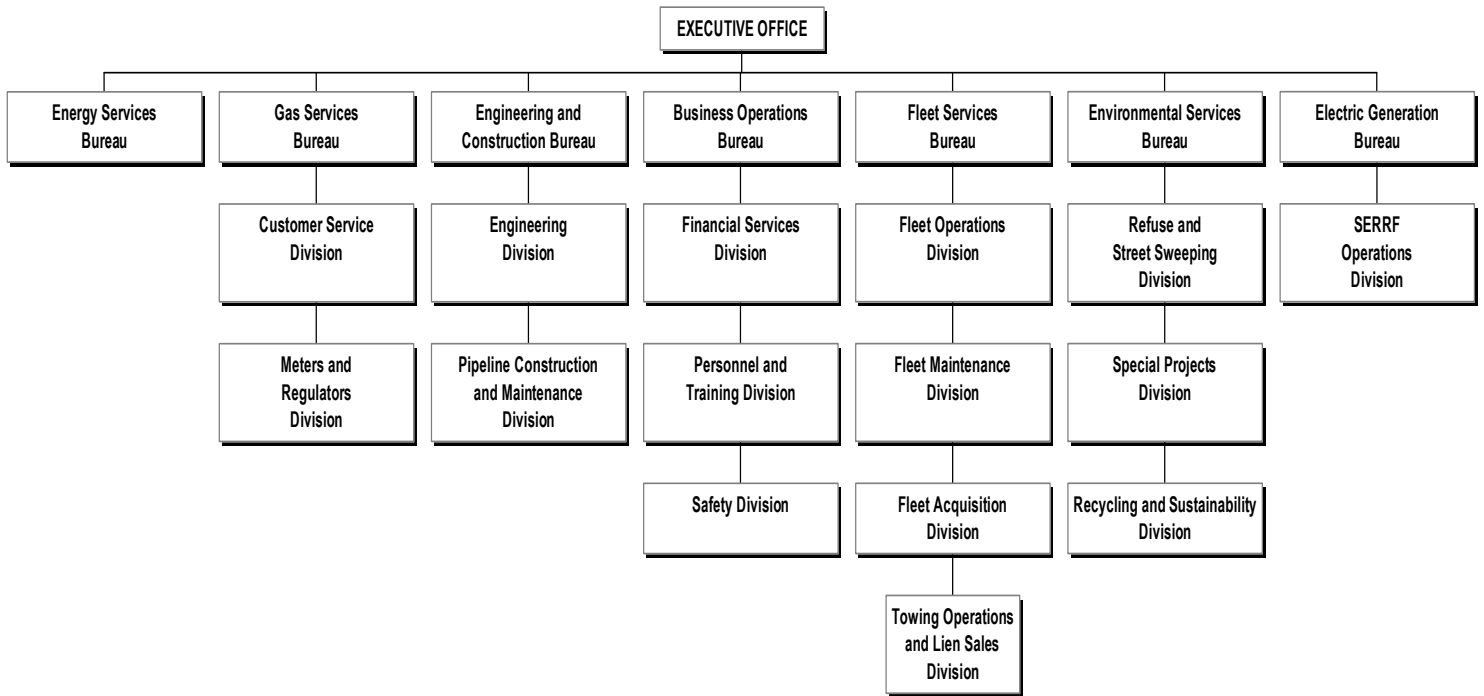 EXECUTIVE OFFICE
Energy Services
Bureau
Gas Services
Bureau
Engineering and
Construction Bureau
Business Operations
Bureau
Fleet Services
Bureau
Environmental Services
Bureau
Electric Generation
Bureau
Customer Service
Division
Engineering
Division
Financial Services
Division
Fleet Operations
Division
Refuse and
Street Sweeping
Division
SERRF
Operations
Division
Meters and
Regulators
Division
Pipeline Construction
and Maintenance
Division
Personnel and
Training Division
Fleet Maintenance
Division
Special Projects
Division
Safety Division
Fleet Acquisition
Division
Recycling and Sustainability
Division
Towing Operations
and Lien Sales
Division